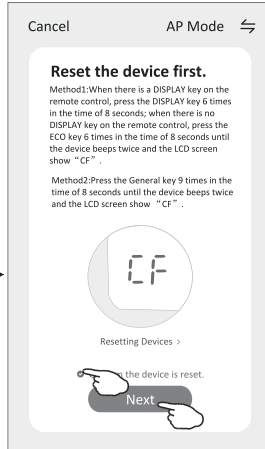 Cancel AP Mode
Reset the device first.
Method1:When there is a DISPLAY key on the
remote control, press the DISPLAY key 6 times
in the time of 8 seconds; when there is no
DISPLAY key on the remote control, press the
ECO key 6 times in the time of 8 seconds until
the device beeps twice and the LCD screen
show “CF”.
Method2:Press the General key 9 times in the
time of 8 seconds until the device beeps twice
and the LCD screen show “CF”.
CF
Resetting Devices >
the device is reset.
Next